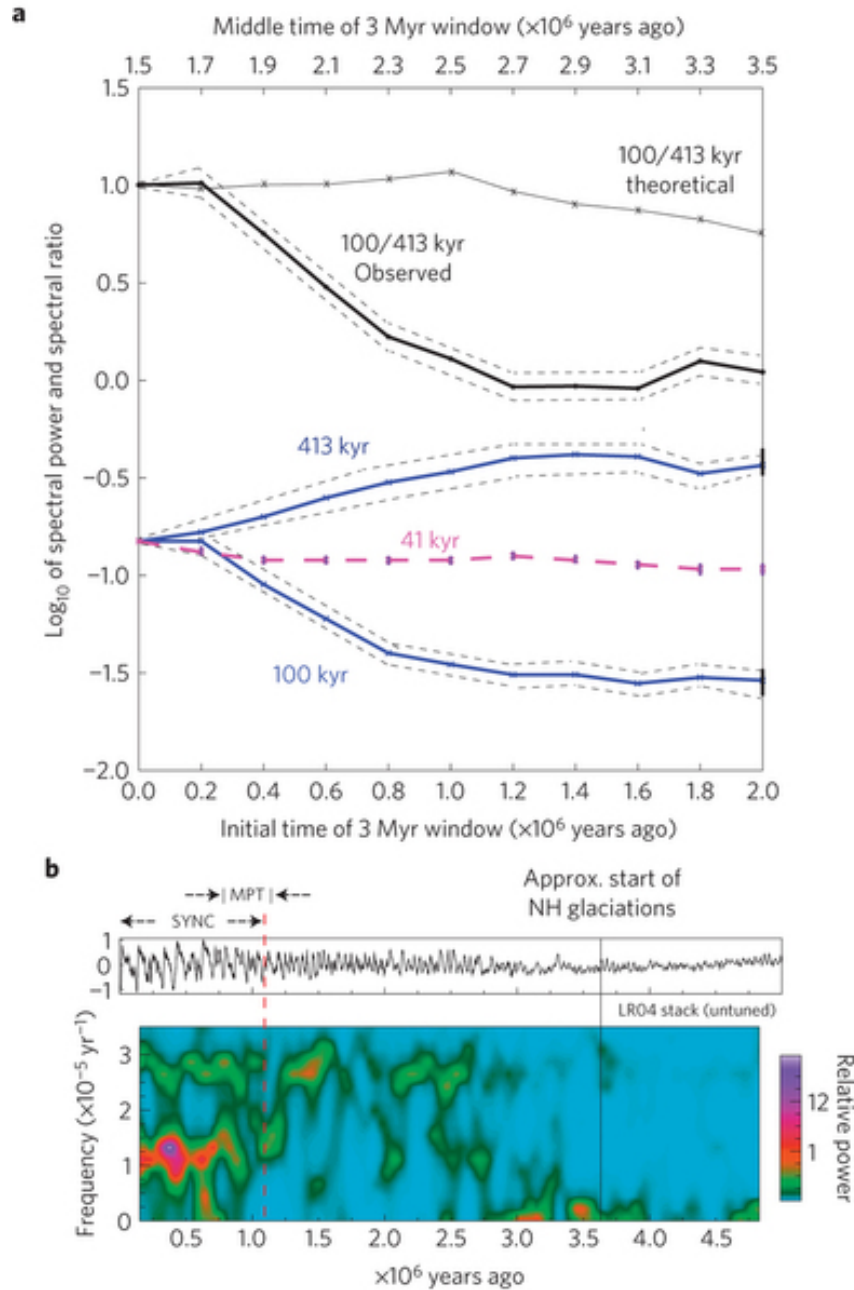 a
Middle time of 3 Myr window (×10⁶ years ago)
1.5 1.7 1.9 2.1 2.3 2.5 2.7 2.9 3.1 3.3 3.5
1.5
1.0
0.5
0.0
−0.5
−1.0
−1.5
−2.0
Log₁₀ of spectral power and spectral ratio
100/413 kyr
theoretical
100/413 kyr
Observed
413 kyr
41 kyr
100 kyr
0.0 0.2 0.4 0.6 0.8 1.0 1.2 1.4 1.6 1.8 2.0
Initial time of 3 Myr window (×10⁶ years ago)
b
MPT
SYNC
Approx. start of
NH glaciations
1
0
−1
LR04 stack (untuned)
3
2
1
0
Frequency (×10⁻⁵ yr⁻¹)
12
1
Relative power
0.5 1.0 1.5 2.0 2.5 3.0 3.5 4.0 4.5
×10⁶ years ago